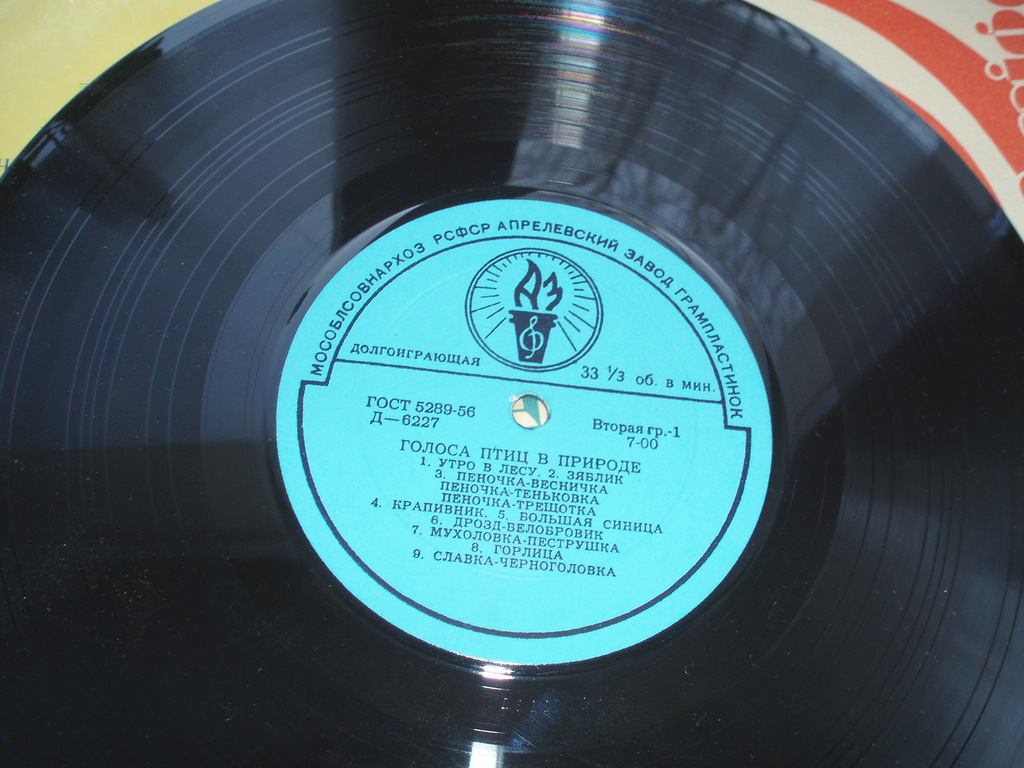 МОСОБЛСОВНАРХОЗ РСФСР АПРЕЛЕВСКИЙ ЗАВОД ГРАМПЛАСТИНОК
АЗ
ДОЛГОИГРАЮЩАЯ 33 1/3 об. в мин.
ГОСТ 5289-56
Д—6227
Вторая гр.-1
7-00
ГОЛОСА ПТИЦ В ПРИРОДЕ
1. УТРО В ЛЕСУ. 2. ЗЯБЛИК
3. ПЕНОЧКА-ВЕСНИЧКА
ПЕНОЧКА-ТЕНЬКОВКА
ПЕНОЧКА-ТРЕЩОТКА
4. КРАПИВНИК. 5. БОЛЬШАЯ СИНИЦА
6. ДРОЗД-БЕЛОБРОВИК
7. МУХОЛОВКА-ПЕСТРУШКА
8. ГОРЛИЦА
9. СЛАВКА-ЧЕРНОГОЛОВКА